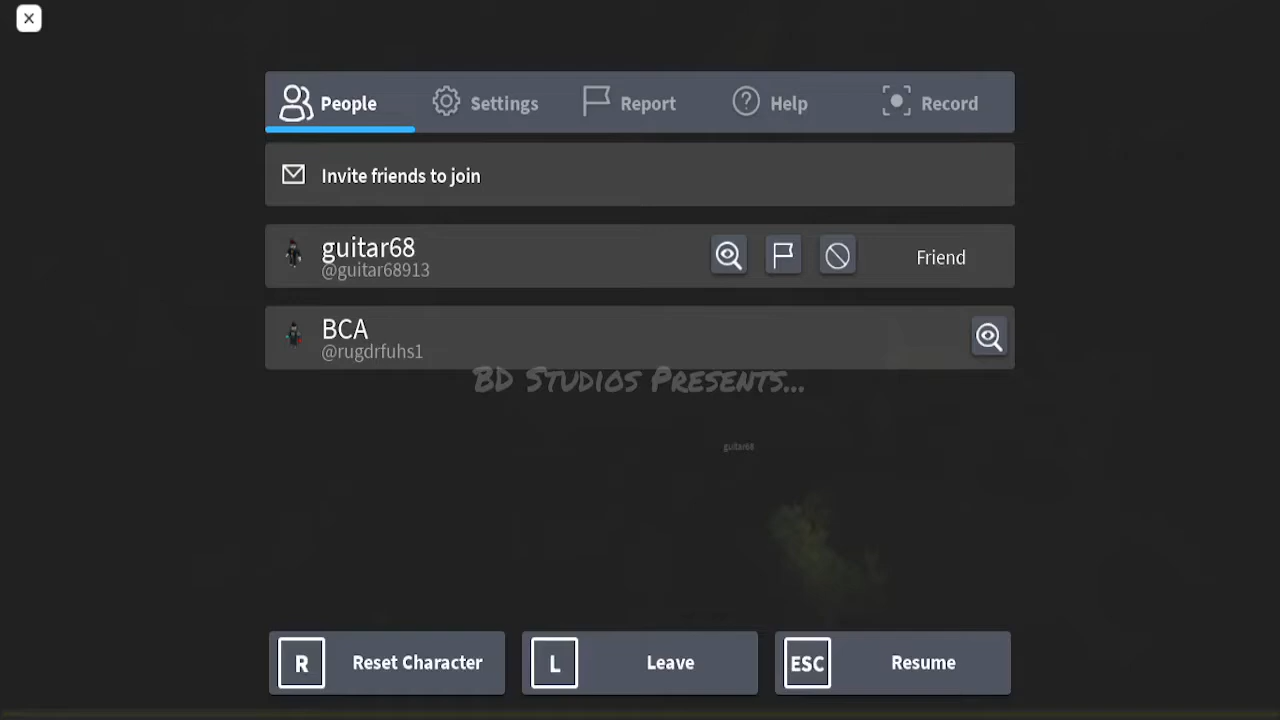 People
Settings
Report
Help
Record
Invite friends to join
guitar68
@guitar68913
Friend
BCA
@rugdrfuhs1
BD Studios Presents...
guitar68
R
Reset Character
L
Leave
ESC
Resume